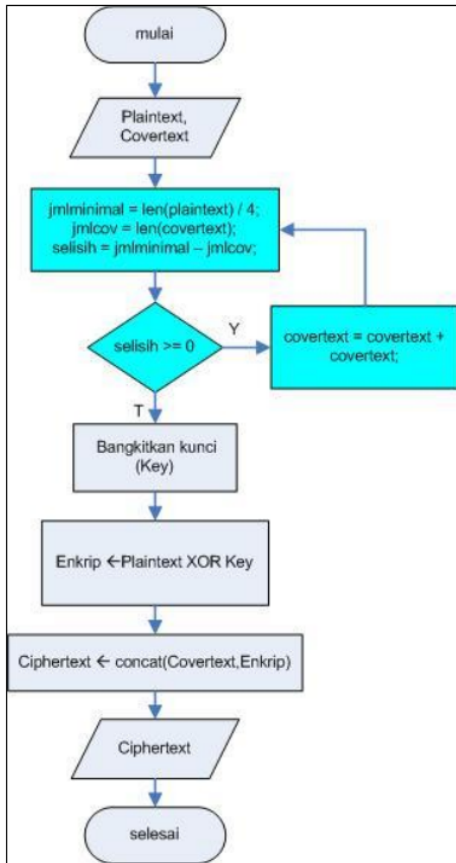 mulai
Plaintext,
Covertext
jmlminimal = len(plaintext) / 4;
jmlcov = len(covertext);
selisih = jmlminimal – jmlcov;
selisih >= 0
Y
covertext = covertext +
covertext;
T
Bangkitkan kunci
(Key)
Enkrip ←Plaintext XOR Key
Ciphertext ← concat(Covertext,Enkrip)
Ciphertext
selesai